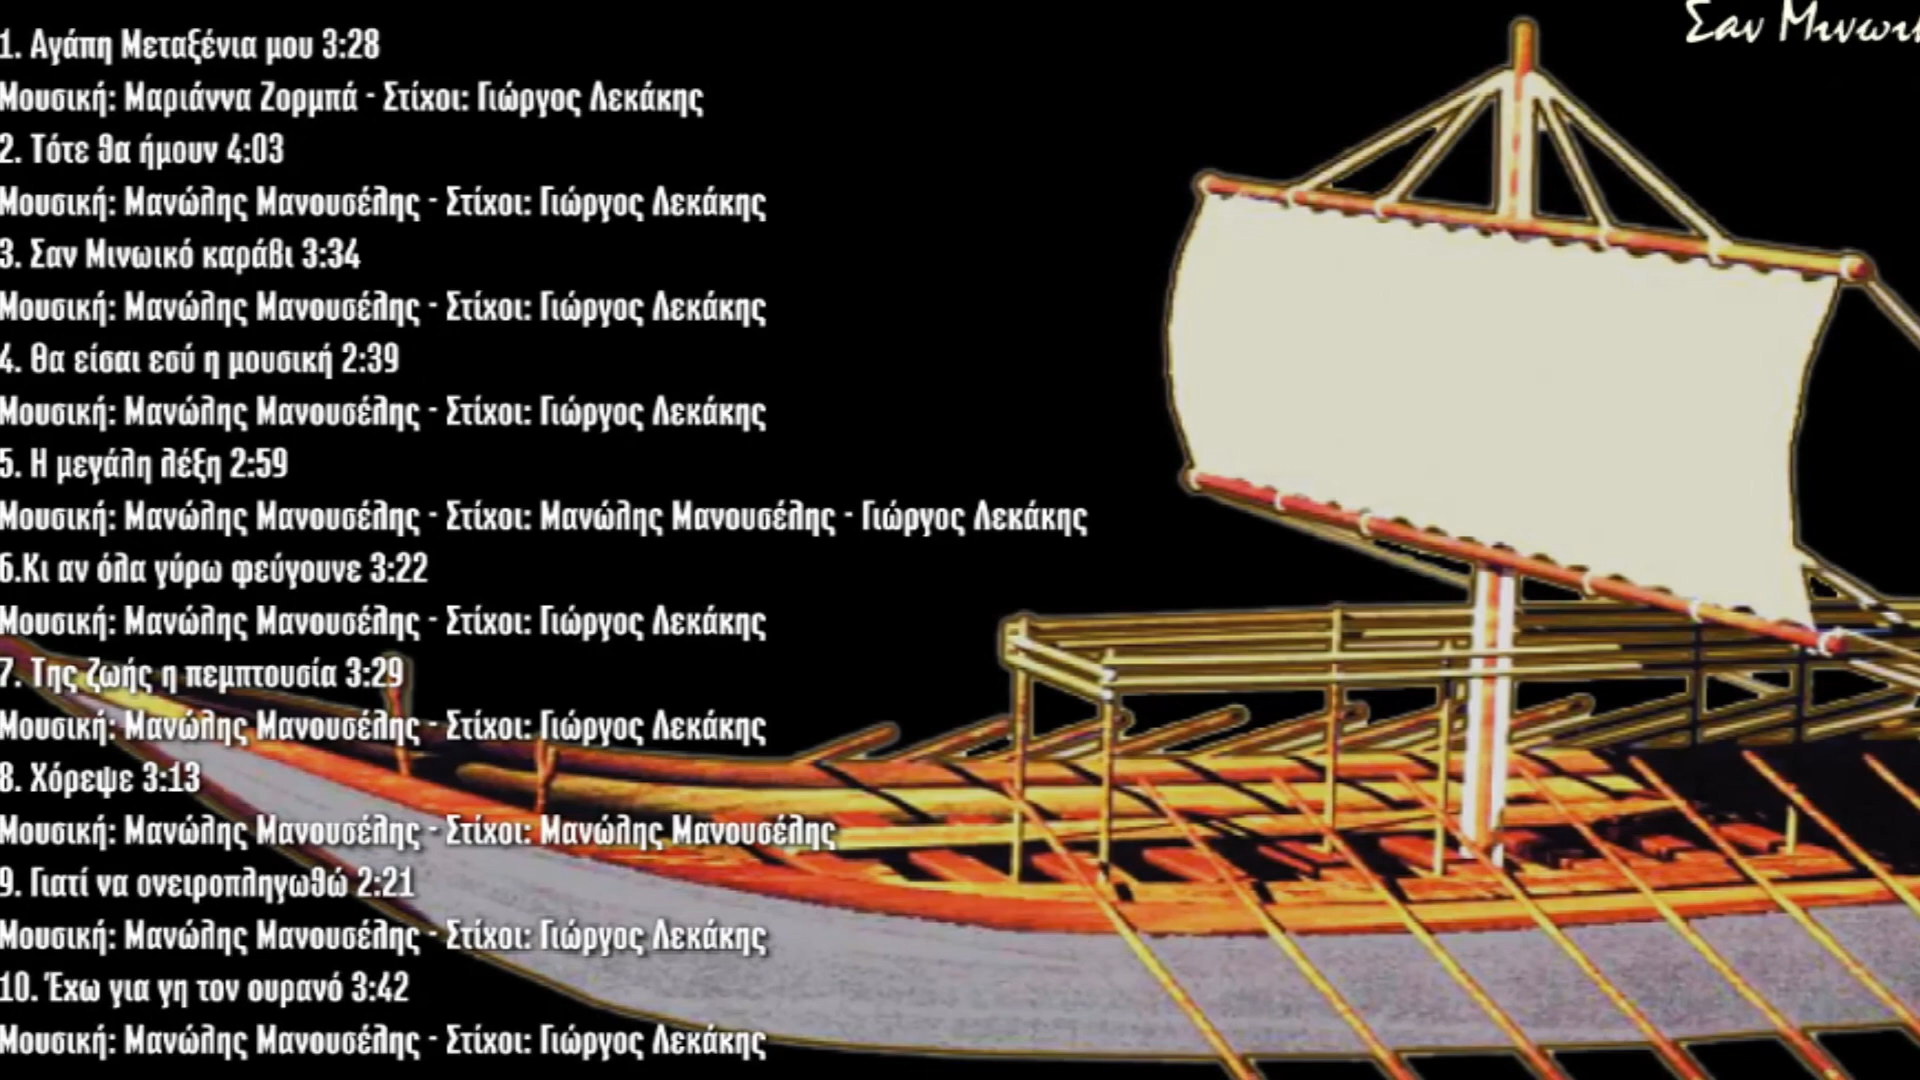 Σαν Μινωικ
1. Αγάπη Μεταξένια μου 3:28
Μουσική: Μαριάννα Ζορμπά - Στίχοι: Γιώργος Λεκάκης
2. Τότε θα ήμουν 4:03
Μουσική: Μανώλης Μανουσέλης - Στίχοι: Γιώργος Λεκάκης
3. Σαν Μινωικό καράβι 3:34
Μουσική: Μανώλης Μανουσέλης - Στίχοι: Γιώργος Λεκάκης
4. Θα είσαι εσύ η μουσική 2:39
Μουσική: Μανώλης Μανουσέλης - Στίχοι: Γιώργος Λεκάκης
5. Η μεγάλη λέξη 2:59
Μουσική: Μανώλης Μανουσέλης - Στίχοι: Μανώλης Μανουσέλης - Γιώργος Λεκάκης
6.Κι αν όλα γύρω φεύγουνε 3:22
Μουσική: Μανώλης Μανουσέλης - Στίχοι: Γιώργος Λεκάκης
7. Της ζωής η πεμπτουσία 3:29
Μουσική: Μανώλης Μανουσέλης - Στίχοι: Γιώργος Λεκάκης
8. Χόρεψε 3:13
Μουσική: Μανώλης Μανουσέλης - Στίχοι: Μανώλης Μανουσέλης
9. Γιατί να ονειροπληγωθώ 2:21
Μουσική: Μανώλης Μανουσέλης - Στίχοι: Γιώργος Λεκάκης
10. Έχω για γη τον ουρανό 3:42
Μουσική: Μανώλης Μανουσέλης - Στίχοι: Γιώργος Λεκάκης